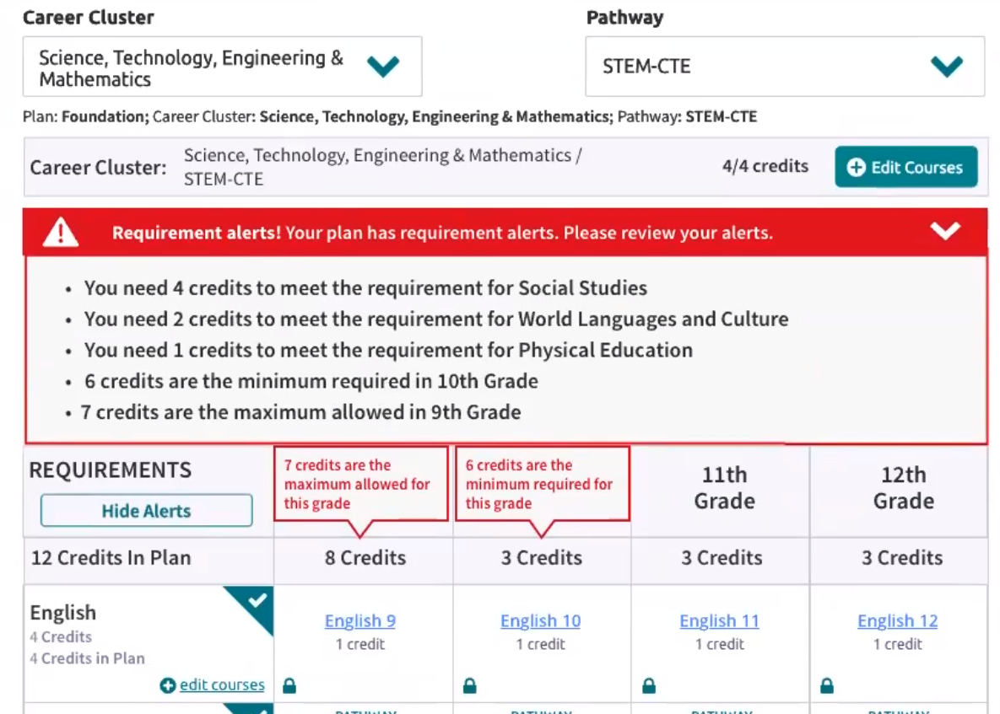 Career Cluster
Pathway
Science, Technology, Engineering &
Mathematics
STEM-CTE
Plan: Foundation; Career Cluster: Science, Technology, Engineering & Mathematics; Pathway: STEM-CTE
Career Cluster:
Science, Technology, Engineering & Mathematics /
STEM-CTE
4/4 credits
Edit Courses
Requirement alerts! Your plan has requirement alerts. Please review your alerts.
• You need 4 credits to meet the requirement for Social Studies
• You need 2 credits to meet the requirement for World Languages and Culture
• You need 1 credits to meet the requirement for Physical Education
• 6 credits are the minimum required in 10th Grade
• 7 credits are the maximum allowed in 9th Grade
REQUIREMENTS
Hide Alerts
7 credits are the
maximum allowed for
this grade
6 credits are the
minimum required for
this grade
11th
Grade
12th
Grade
12 Credits In Plan
8 Credits
3 Credits
3 Credits
3 Credits
English
4 Credits
4 Credits in Plan
edit courses
English 9
1 credit
English 10
1 credit
English 11
1 credit
English 12
1 credit
PATHWAY
PATHWAY
PATHWAY
PATHWAY